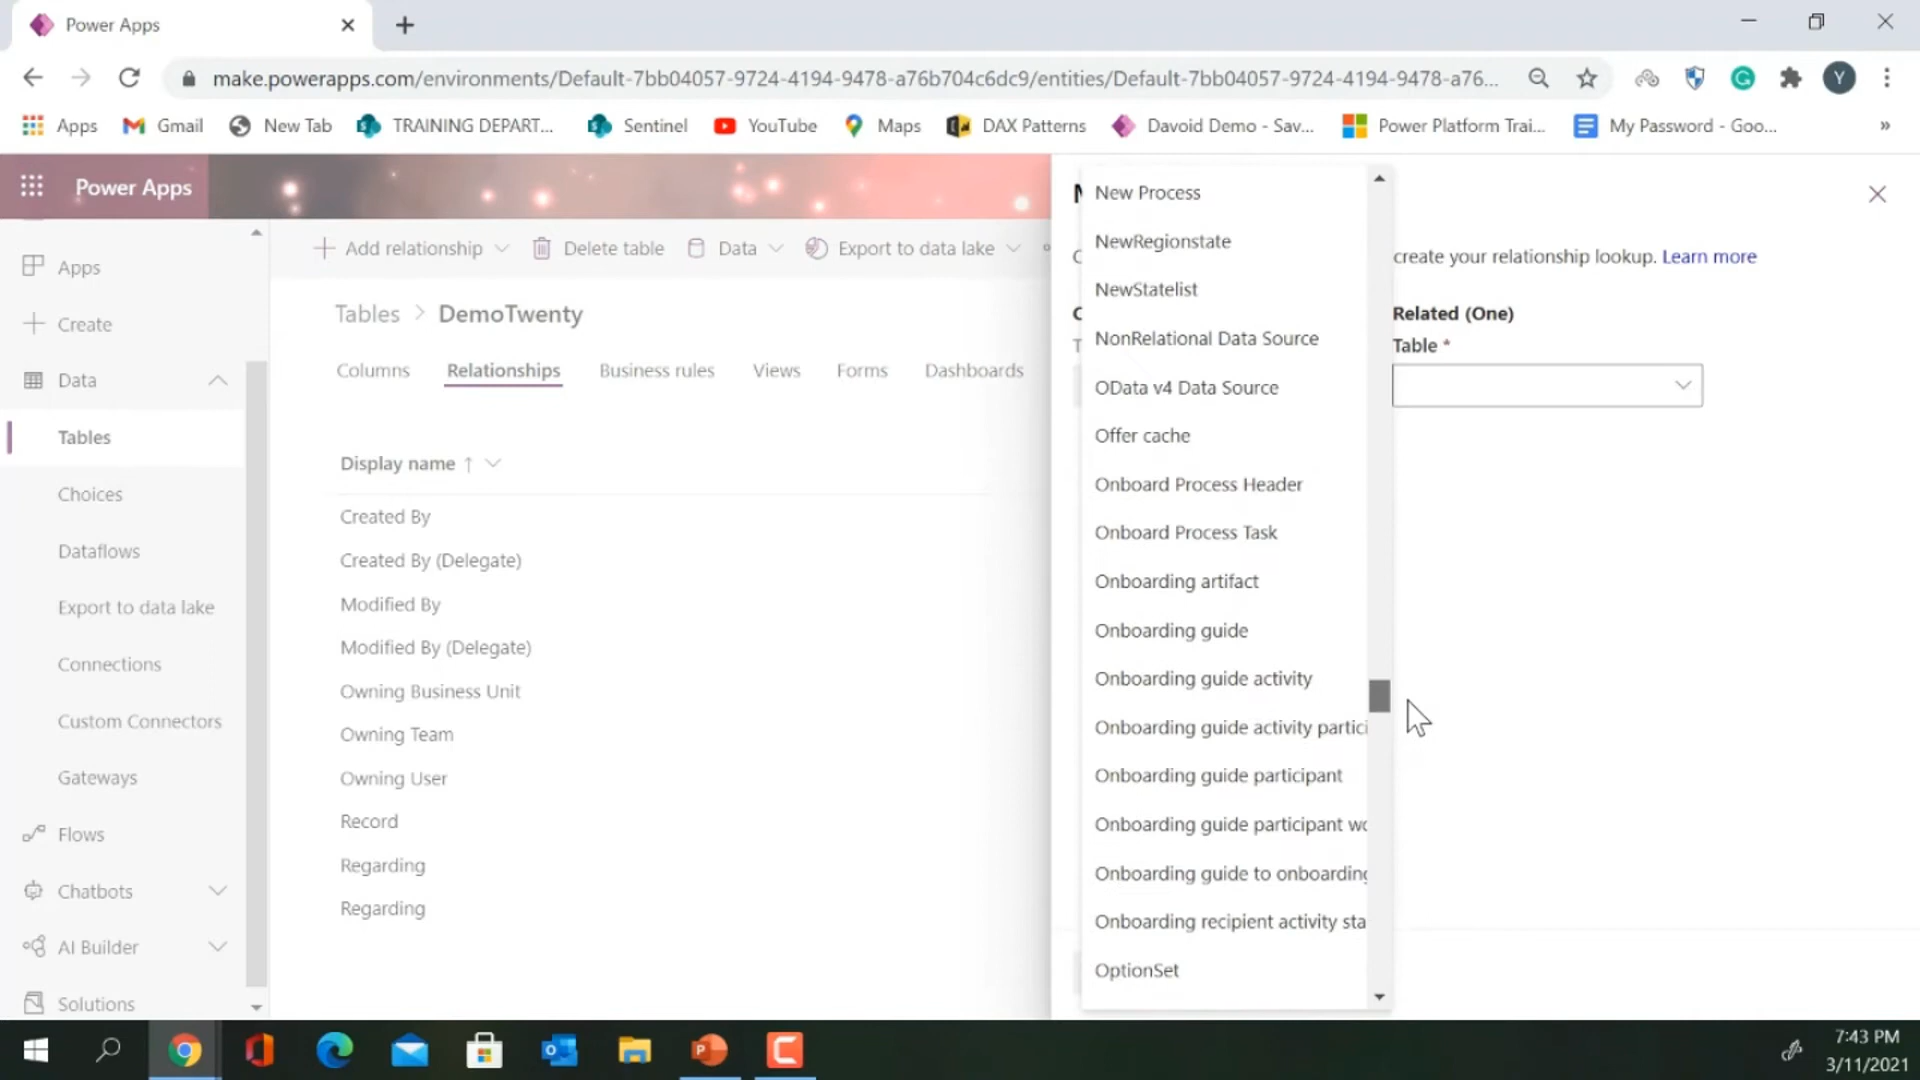 Power Apps
make.powerapps.com/environments/Default-7bb04057-9724-4194-9478-a76b704c6dc9/entities/Default-7bb04057-9724-4194-9478-a76...
Y
Apps Gmail New Tab TRAINING DEPART... Sentinel YouTube Maps DAX Patterns Davoid Demo - Sav... Power Platform Trai... My Password - Goo... »
Power Apps
Apps
Create
Data
Tables
Choices
Dataflows
Export to data lake
Connections
Custom Connectors
Gateways
Flows
Chatbots
AI Builder
Solutions
Add relationship Delete table Data Export to data lake
Tables > DemoTwenty
Columns Relationships Business rules Views Forms Dashboards
Display name ↑
Created By
Created By (Delegate)
Modified By
Modified By (Delegate)
Owning Business Unit
Owning Team
Owning User
Record
Regarding
Regarding
New Process
NewRegionstate
NewStatelist
NonRelational Data Source
OData v4 Data Source
Offer cache
Onboard Process Header
Onboard Process Task
Onboarding artifact
Onboarding guide
Onboarding guide activity
Onboarding guide activity partici
Onboarding guide participant
Onboarding guide participant wo
Onboarding guide to onboarding
Onboarding recipient activity sta
OptionSet
create your relationship lookup. Learn more
Related (One)
Table *
7:43 PM
3/11/2021